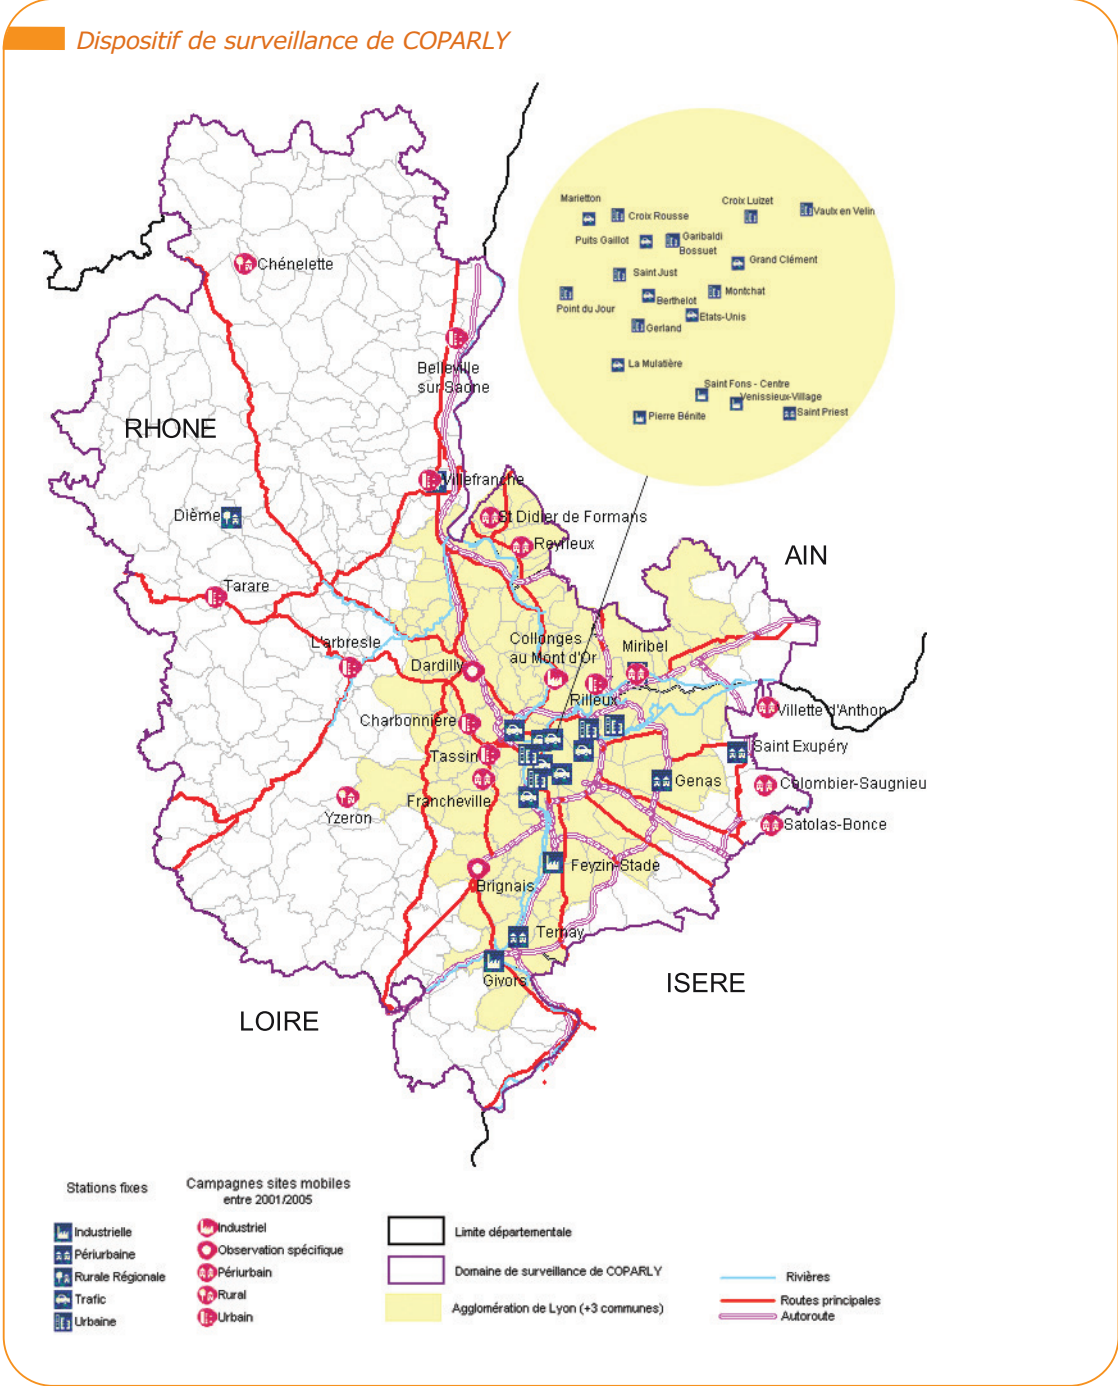 Dispositif de surveillance de COPARLY
Marietton
Croix Rousse
Croix Luizet
Vaulx en Velin
Puits Gaillot
Garibaldi
Bossuet
Grand Clément
Saint Just
Point du Jour
Berthelot
Montchat
Etats-Unis
Gerland
La Mulatière
Saint Fons - Centre
Venissieux-Village
Pierre Bénite
Saint Priest
Chénelette
Belleville
sur Saone
RHONE
Villefranche
Dième
St Didier de Formans
Reyrieux
AIN
Tarare
L'arbresle
Dardilly
Collonges
au Mont d'Or
Miribel
Rilleux
Villette d'Anthon
Charbonnière
Tassin
Saint Exupéry
Francheville
Genas
Colombier-Saugnieu
Yzeron
Satolas-Bonce
Feyzin-Stade
Brignais
Ternay
Givors
ISERE
LOIRE
Stations fixes
Industrielle
Périurbaine
Rurale Régionale
Trafic
Urbaine
Campagnes sites mobiles
entre 2001/2005
Industriel
Observation spécifique
Périurbain
Rural
Urbain
Limite départementale
Domaine de surveillance de COPARLY
Agglomération de Lyon (+3 communes)
Rivières
Routes principales
Autoroute